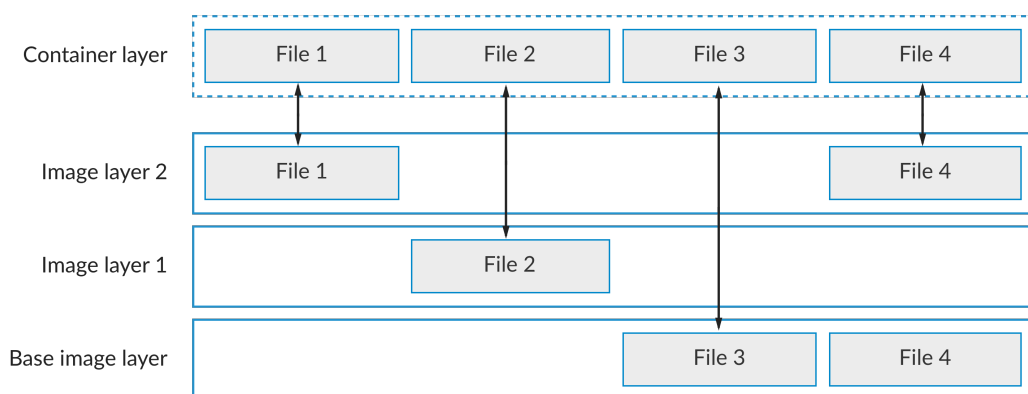 Container layer
File 1
File 2
File 3
File 4
Image layer 2
File 1
File 4
Image layer 1
File 2
Base image layer
File 3
File 4